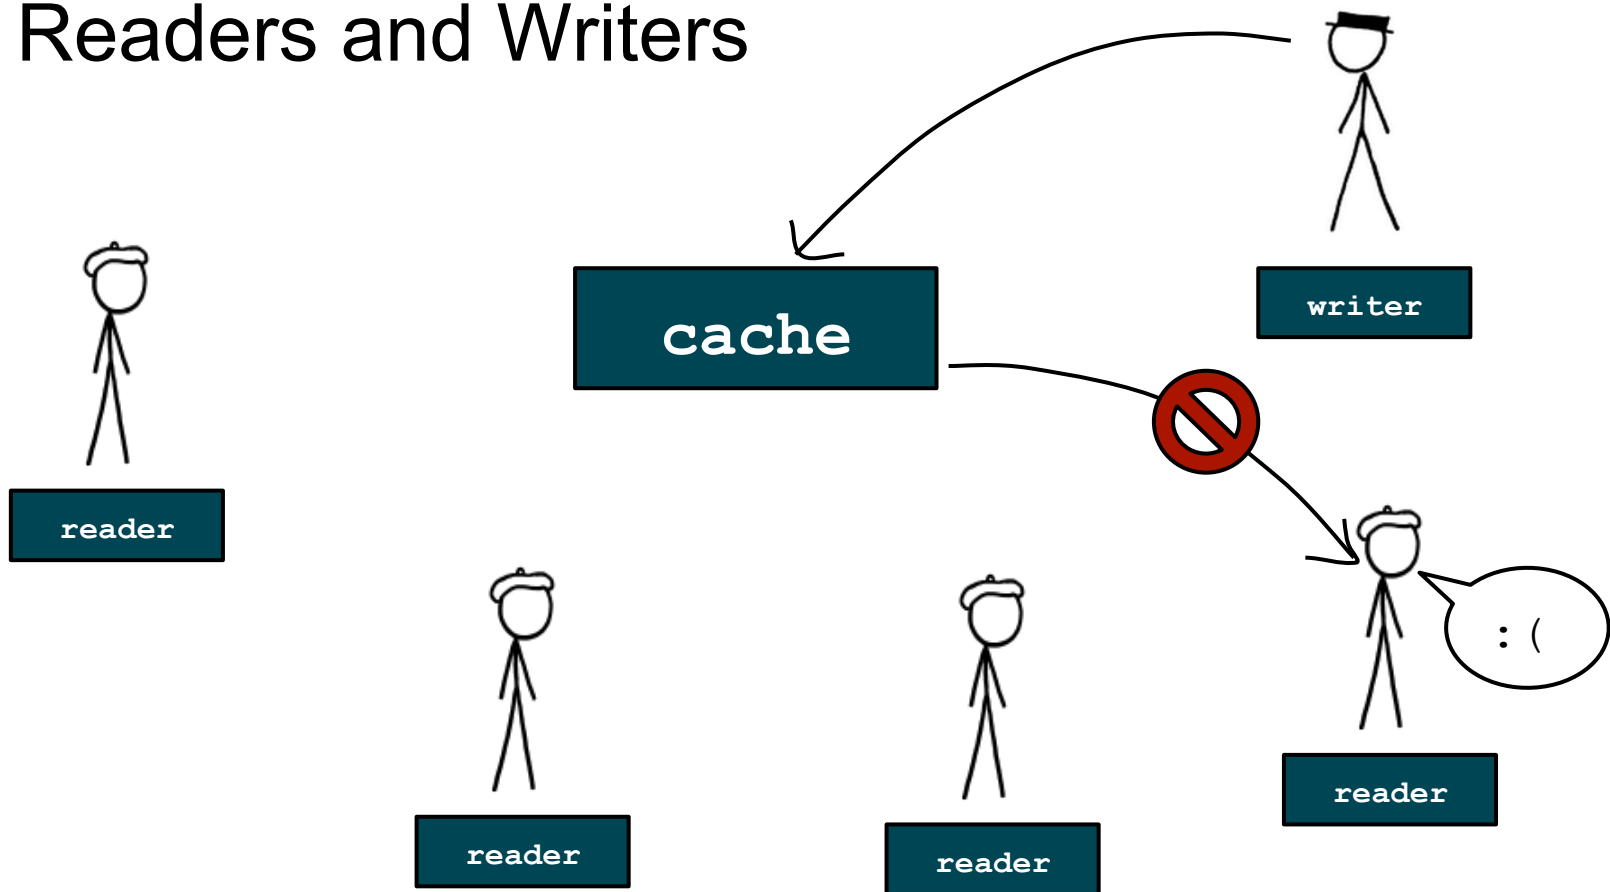 Readers and Writers
writer
cache
reader
: (
reader
reader
reader